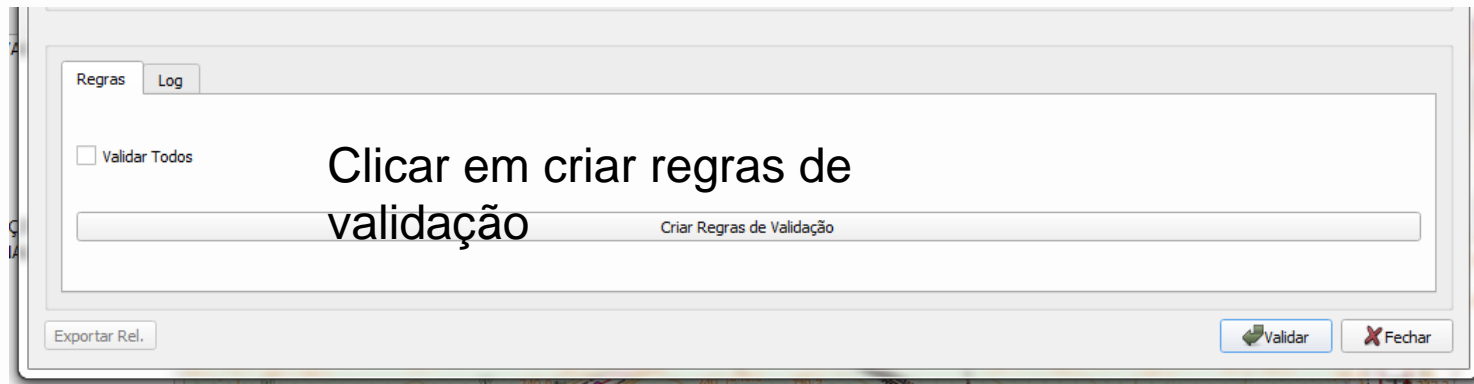 Regras Log
Validar Todos
Clicar em criar regras de
validação
Criar Regras de Validação
Exportar Rel. Validar Fechar